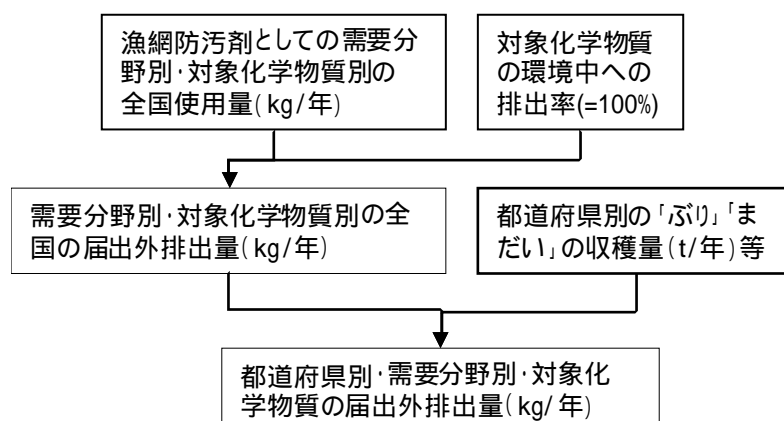 漁網防汚剤としての需要分
野別・対象化学物質別の
全国使用量(kg/年)
対象化学物質
の環境中への
排出率(=100%)
需要分野別・対象化学物質別の全
国の届出外排出量(kg/年)
都道府県別の「ぶり」「ま
だい」の収穫量(t/年)等
都道府県別・需要分野別・対象化
学物質の届出外排出量(kg/年)